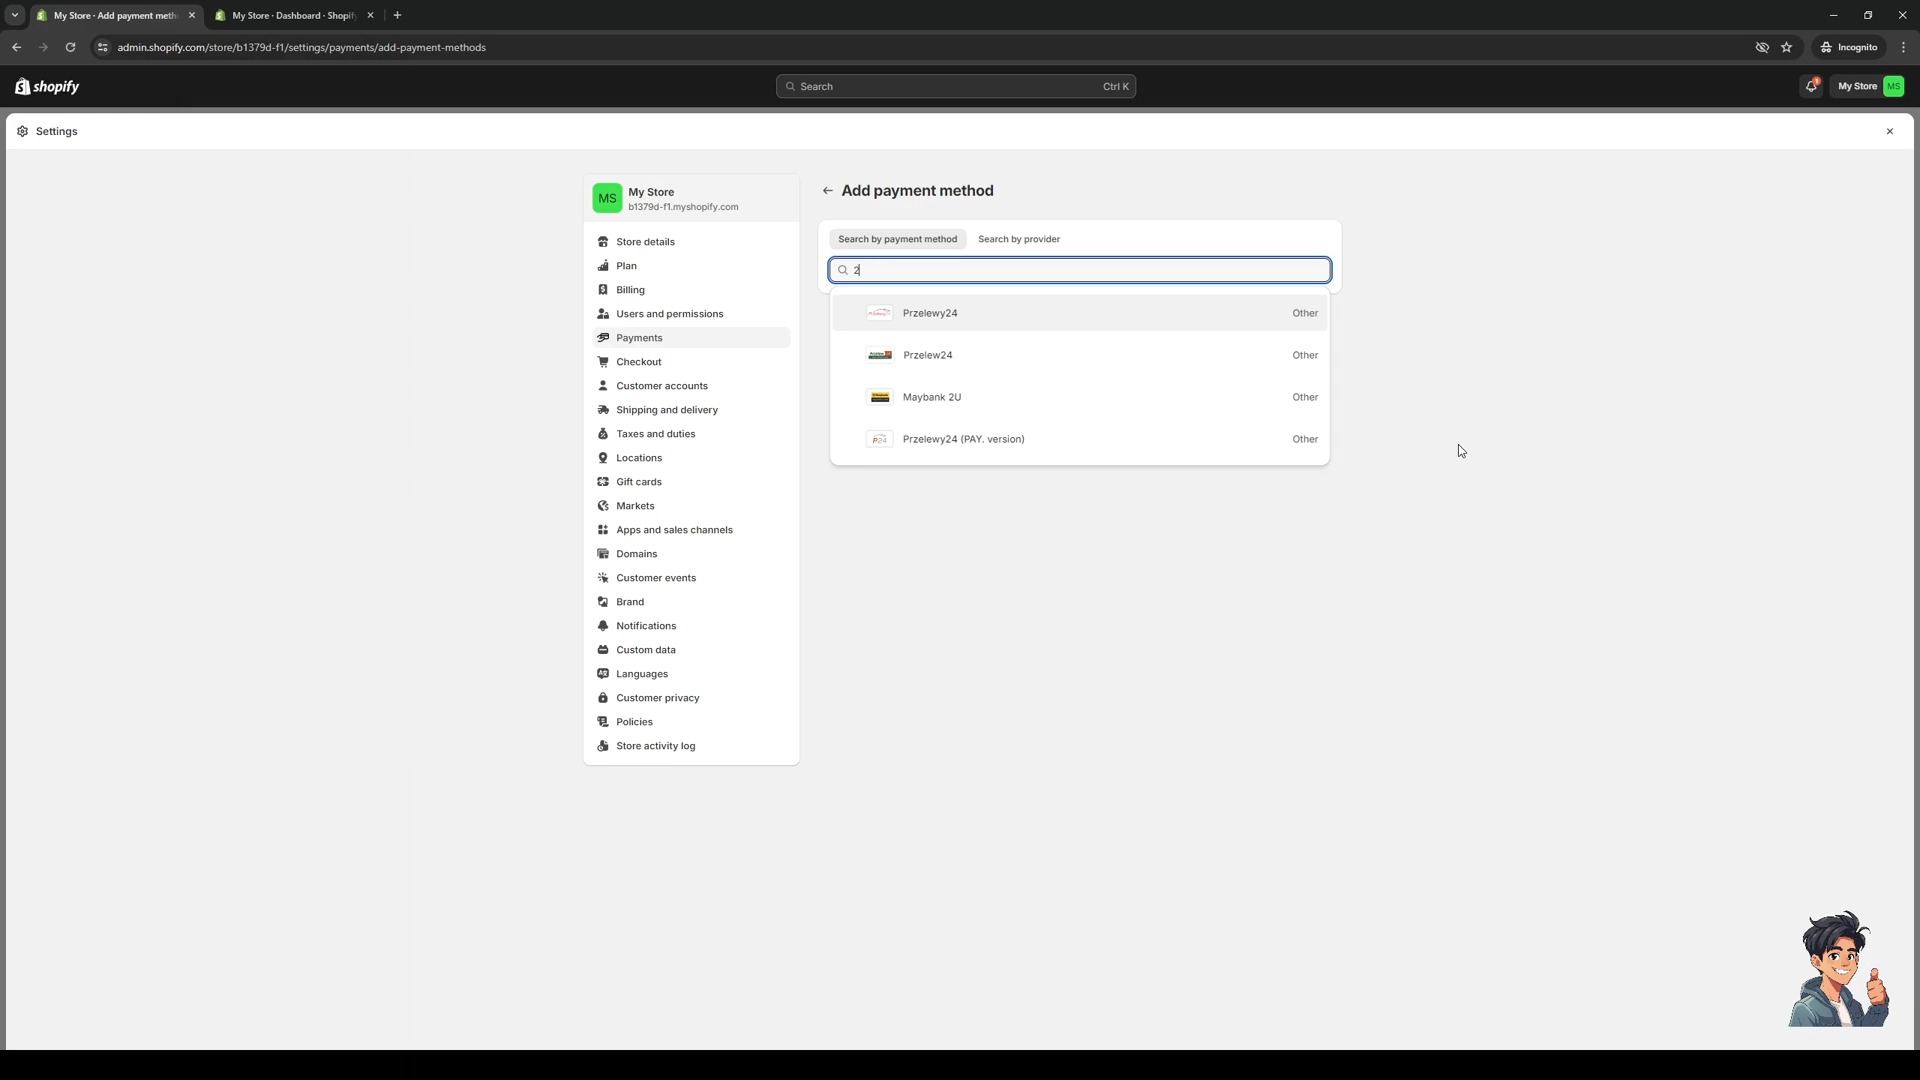 My Store · Add payment meth
My Store · Dashboard · Shopify
admin.shopify.com/store/b1379d-f1/settings/payments/add-payment-methods
Incognito
shopify
Search
Ctrl K
1
My Store
MS
Settings
MS
My Store
b1379d-f1.myshopify.com
Store details
Plan
Billing
Users and permissions
Payments
Checkout
Customer accounts
Shipping and delivery
Taxes and duties
Locations
Gift cards
Markets
Apps and sales channels
Domains
Customer events
Brand
Notifications
Custom data
Languages
Customer privacy
Policies
Store activity log
Add payment method
Search by payment method
Search by provider
2
Przelewy24
Other
Przelew24
Other
Maybank 2U
Other
P24
Przelewy24 (PAY. version)
Other